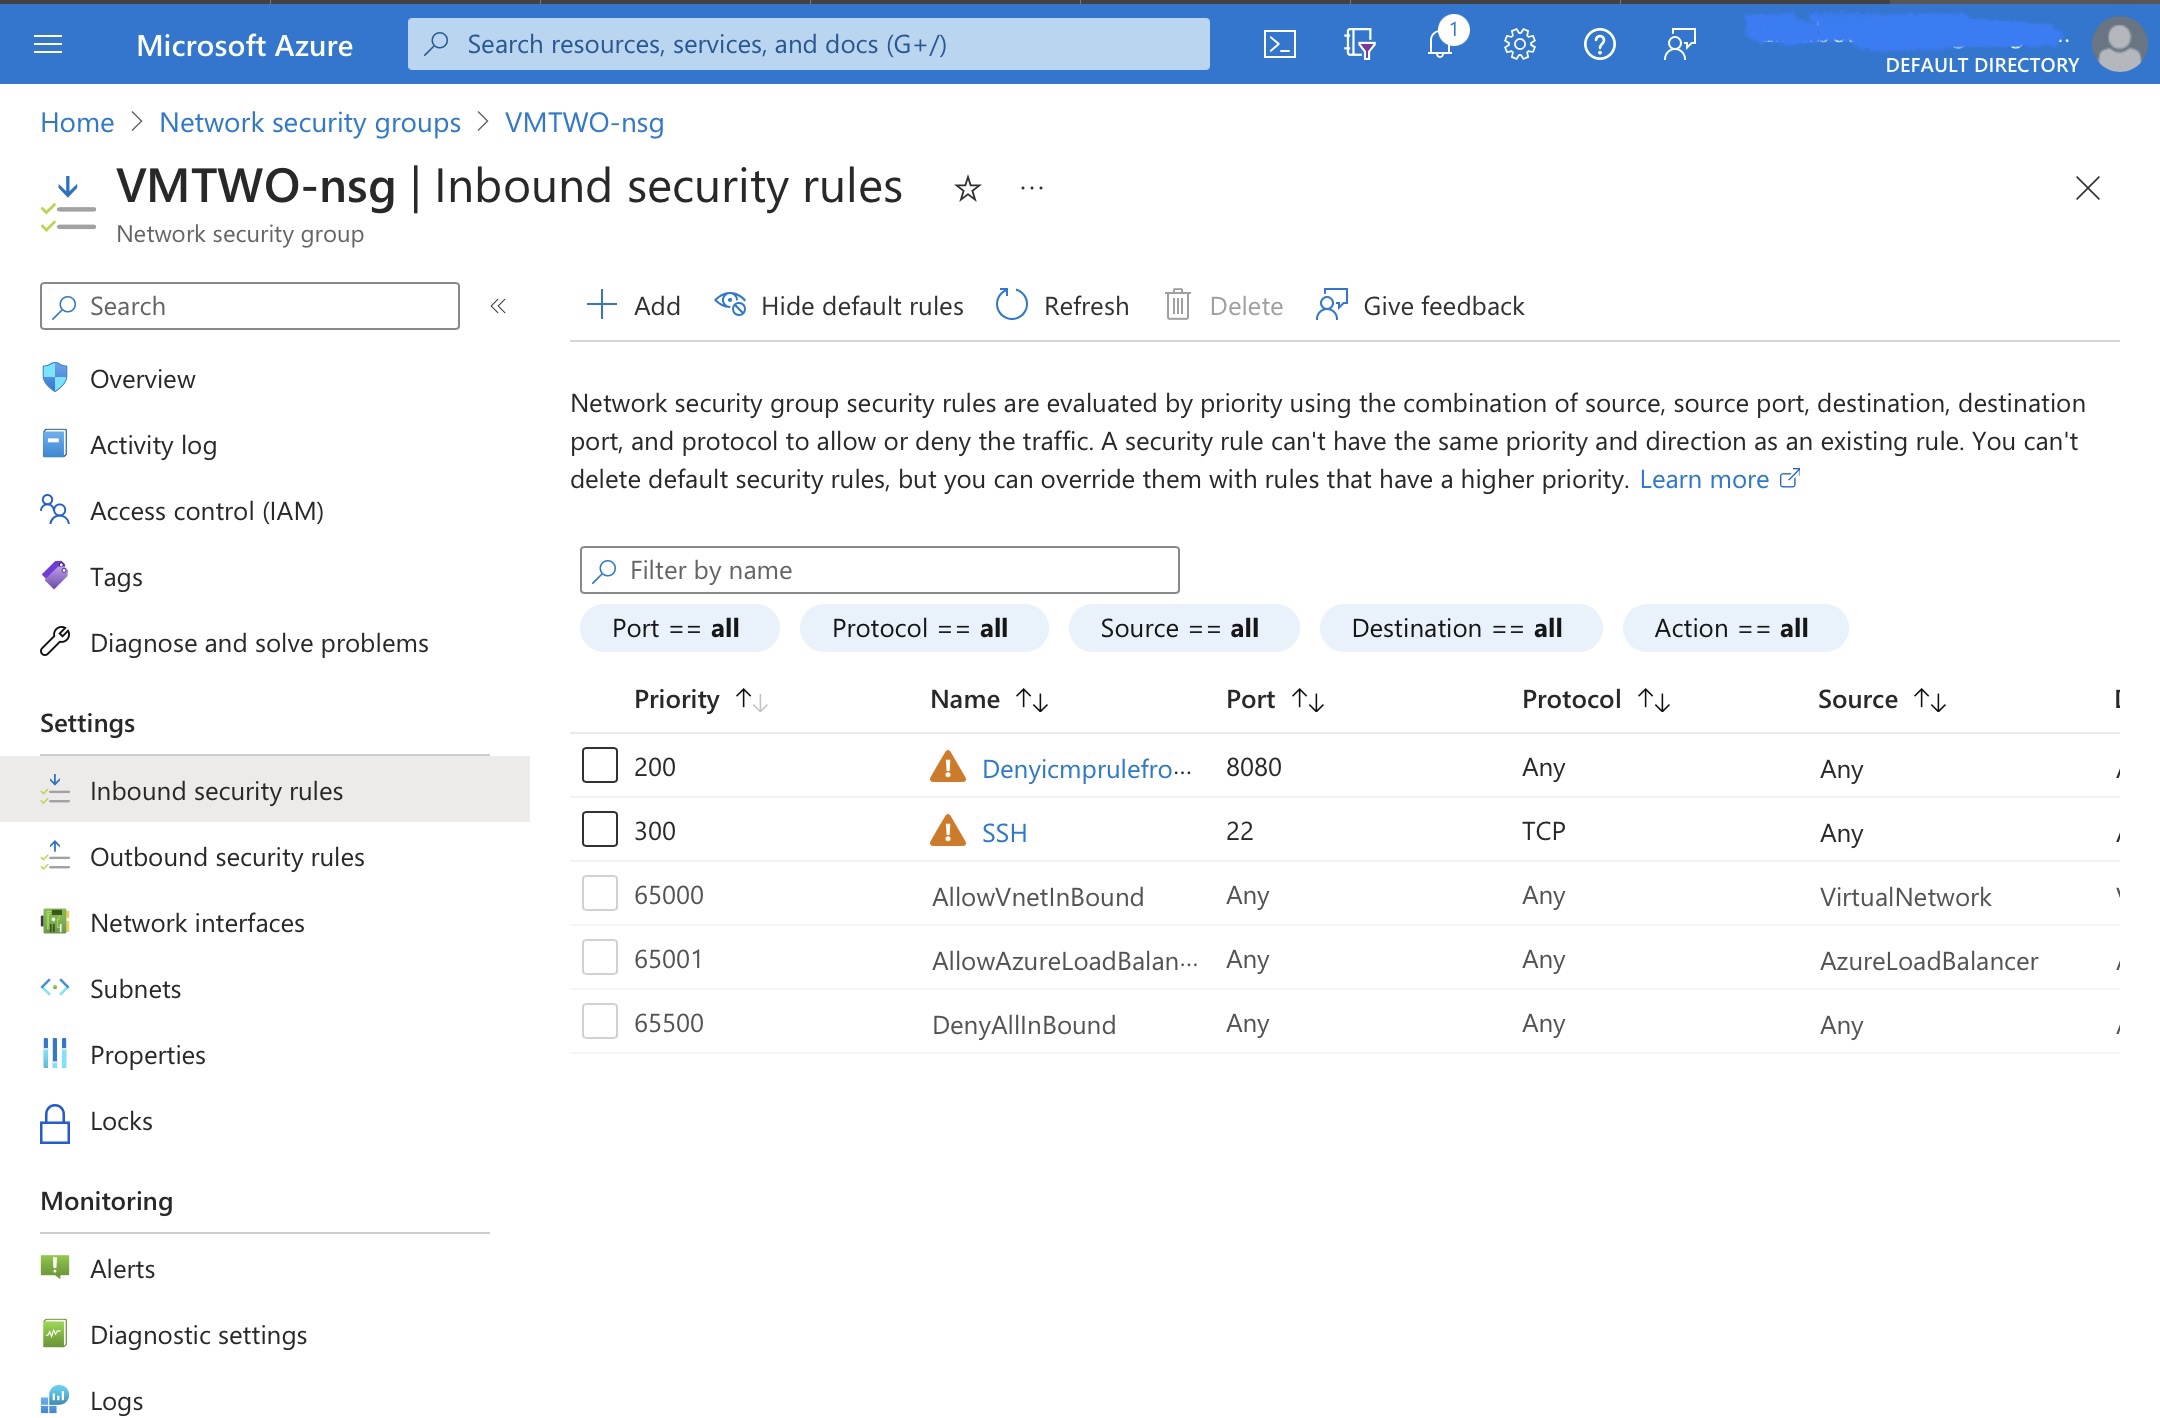 Microsoft Azure
Search resources, services, and docs (G+/)
1
DEFAULT DIRECTORY
Home > Network security groups > VMTWO-nsg
VMTWO-nsg | Inbound security rules
Network security group
Search
Overview
Activity log
Access control (IAM)
Tags
Diagnose and solve problems
Settings
Inbound security rules
Outbound security rules
Network interfaces
Subnets
Properties
Locks
Monitoring
Alerts
Diagnostic settings
Logs
Add Hide default rules Refresh Delete Give feedback
Network security group security rules are evaluated by priority using the combination of source, source port, destination, destination
port, and protocol to allow or deny the traffic. A security rule can't have the same priority and direction as an existing rule. You can't
delete default security rules, but you can override them with rules that have a higher priority. Learn more
Filter by name
Port == all Protocol == all Source == all Destination == all Action == all
Priority Name Port Protocol Source
200 Denyicmprulefro... 8080 Any Any
300 SSH 22 TCP Any
65000 AllowVnetInBound Any Any VirtualNetwork
65001 AllowAzureLoadBalan... Any Any AzureLoadBalancer
65500 DenyAllInBound Any Any Any